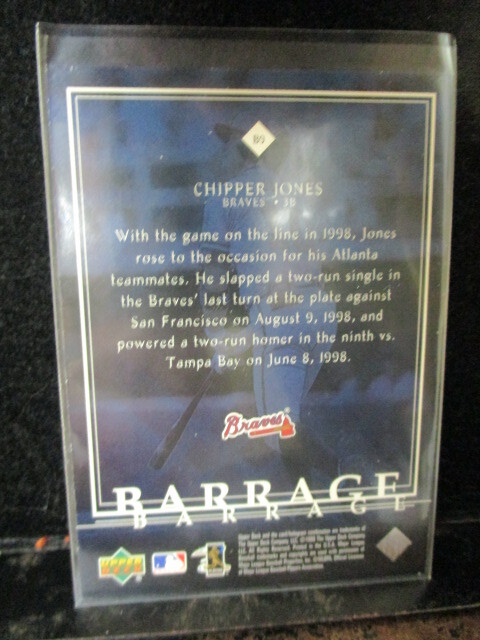 B9
CHIPPER JONES
BRAVES • 3B
With the game on the line in 1998, Jones
rose to the occasion for his Atlanta
teammates. He slapped a two-run single in
the Braves' last turn at the plate against
San Francisco on August 9, 1998, and
powered a two-run homer in the ninth vs.
Tampa Bay on June 8, 1998.
Braves
BARRAGE
BARRAGE
UPPER
DECK